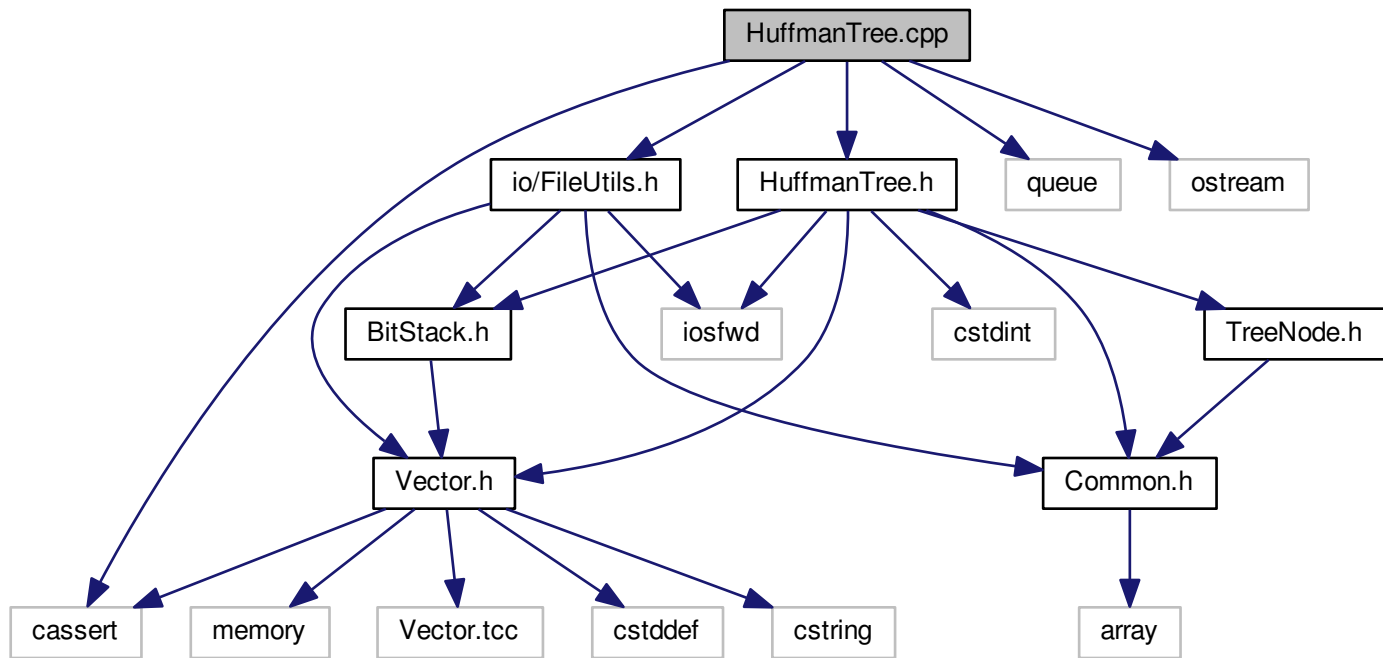 HuffmanTree.cpp
io/FileUtils.h
HuffmanTree.h
queue
ostream
BitStack.h
iosfwd
cstdint
TreeNode.h
Vector.h
Common.h
cassert
memory
Vector.tcc
cstddef
cstring
array